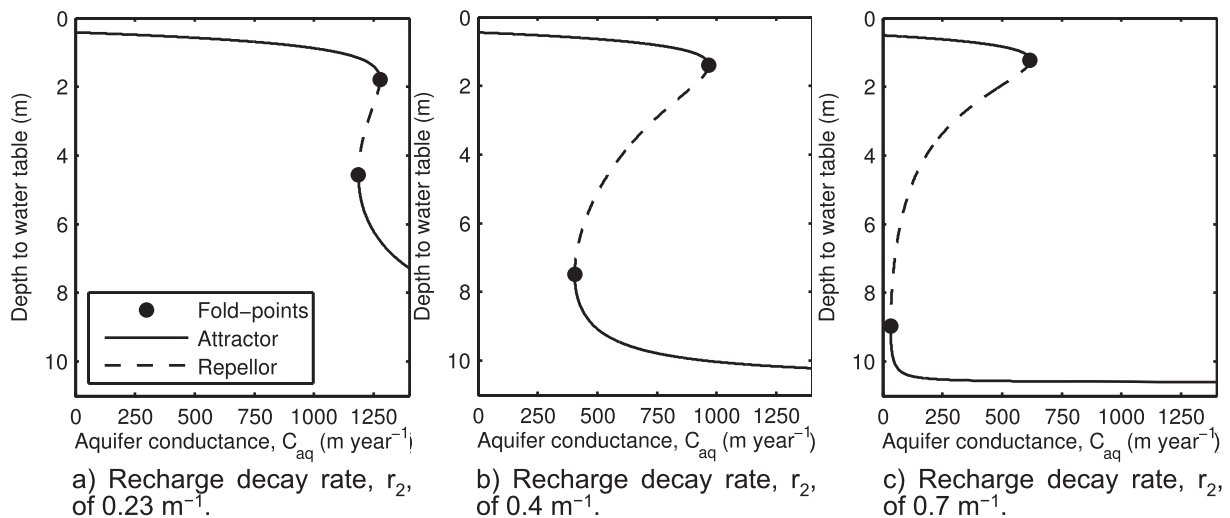 0
2
4
6
8
10
Depth to water table (m)
Fold−points
Attractor
Repellor
0 250 500 750 1000 1250
Aquifer conductance, C_aq (m year⁻¹)
a) Recharge decay rate, r₂,
of 0.23 m⁻¹.
0
2
4
6
8
10
Depth to water table (m)
0 250 500 750 1000 1250
Aquifer conductance, C_aq (m year⁻¹)
b) Recharge decay rate, r₂,
of 0.4 m⁻¹.
0
2
4
6
8
10
Depth to water table (m)
0 250 500 750 1000 1250
Aquifer conductance, C_aq (m year⁻¹)
c) Recharge decay rate, r₂,
of 0.7 m⁻¹.